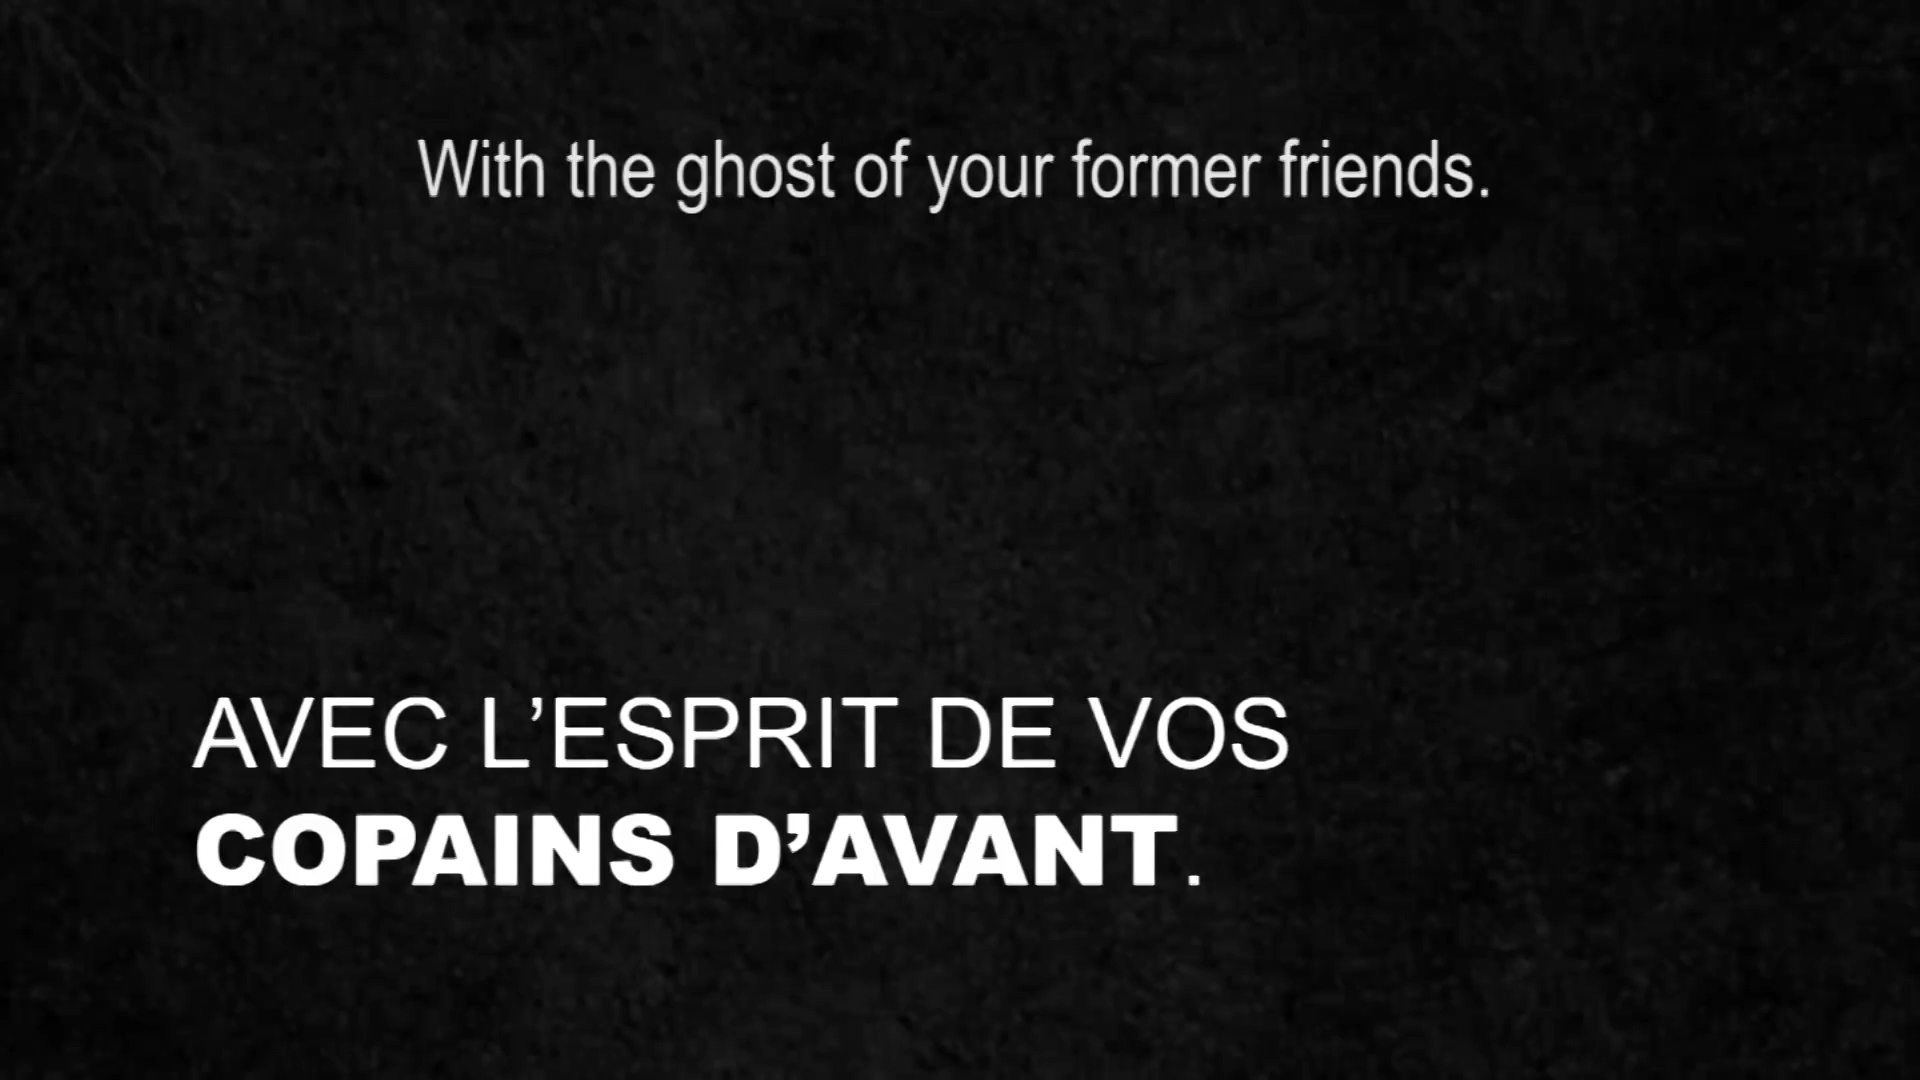 With the ghost of your former friends.
AVEC L’ESPRIT DE VOS
COPAINS D’AVANT.